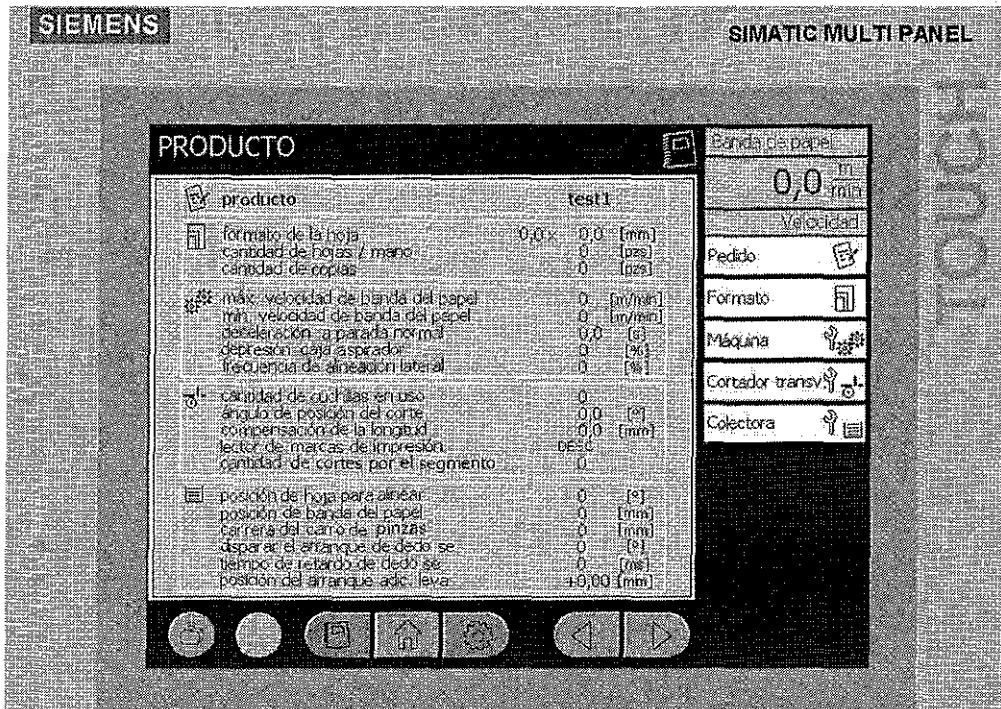 SIEMENS
SIMATIC MULTI PANEL
TOUCH
PRODUCTO
producto test1
formato de la hoja 0,0 x 0,0 [mm]
cantidad de hojas / mano 0 [pzs]
cantidad de copias 0 [pzs]
máx. velocidad de banda del papel 0 [m/min]
mín. velocidad de banda del papel 0 [m/min]
deceleración a parada normal 0,0 [s]
depresión caja aspirador 0 [%]
frecuencia de alineación lateral 0 [%]
cantidad de cuchillas en uso 0
ángulo de posición del corte 0,0 [º]
compensación de la longitud 0,0 [mm]
lector de marcas de impresión DESC
cantidad de cortes por el segmento 0
posición de hoja para alinear 0 [º]
posición de banda del papel 0 [mm]
carrera del carro de pinzas 0 [mm]
disparar el arranque de dedo se 0 [º]
tiempo de retardo de dedo se 0 [ms]
posición del arranque adic. leva +0,00 [mm]
Banda de papel
0,0 m/min
Velocidad
Pedido
Formato
Máquina
Cortador transv.
Colectora